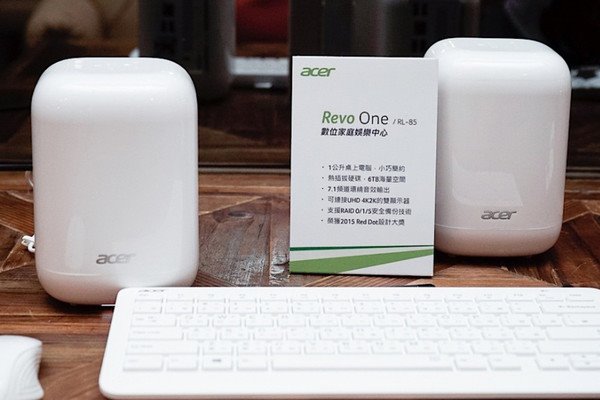 acer
Revo One / RL-85
數位家庭娛樂中心
· 1公升桌上電腦，小巧簡約
· 熱插拔硬碟，6TB海量空間
· 7.1頻道環繞音效輸出
· 可連接UHD 4K2K的雙顯示器
· 支援RAID 0/1/5安全備份技術
· 榮獲2015 Red Dot設計大獎
acer
acer
acer